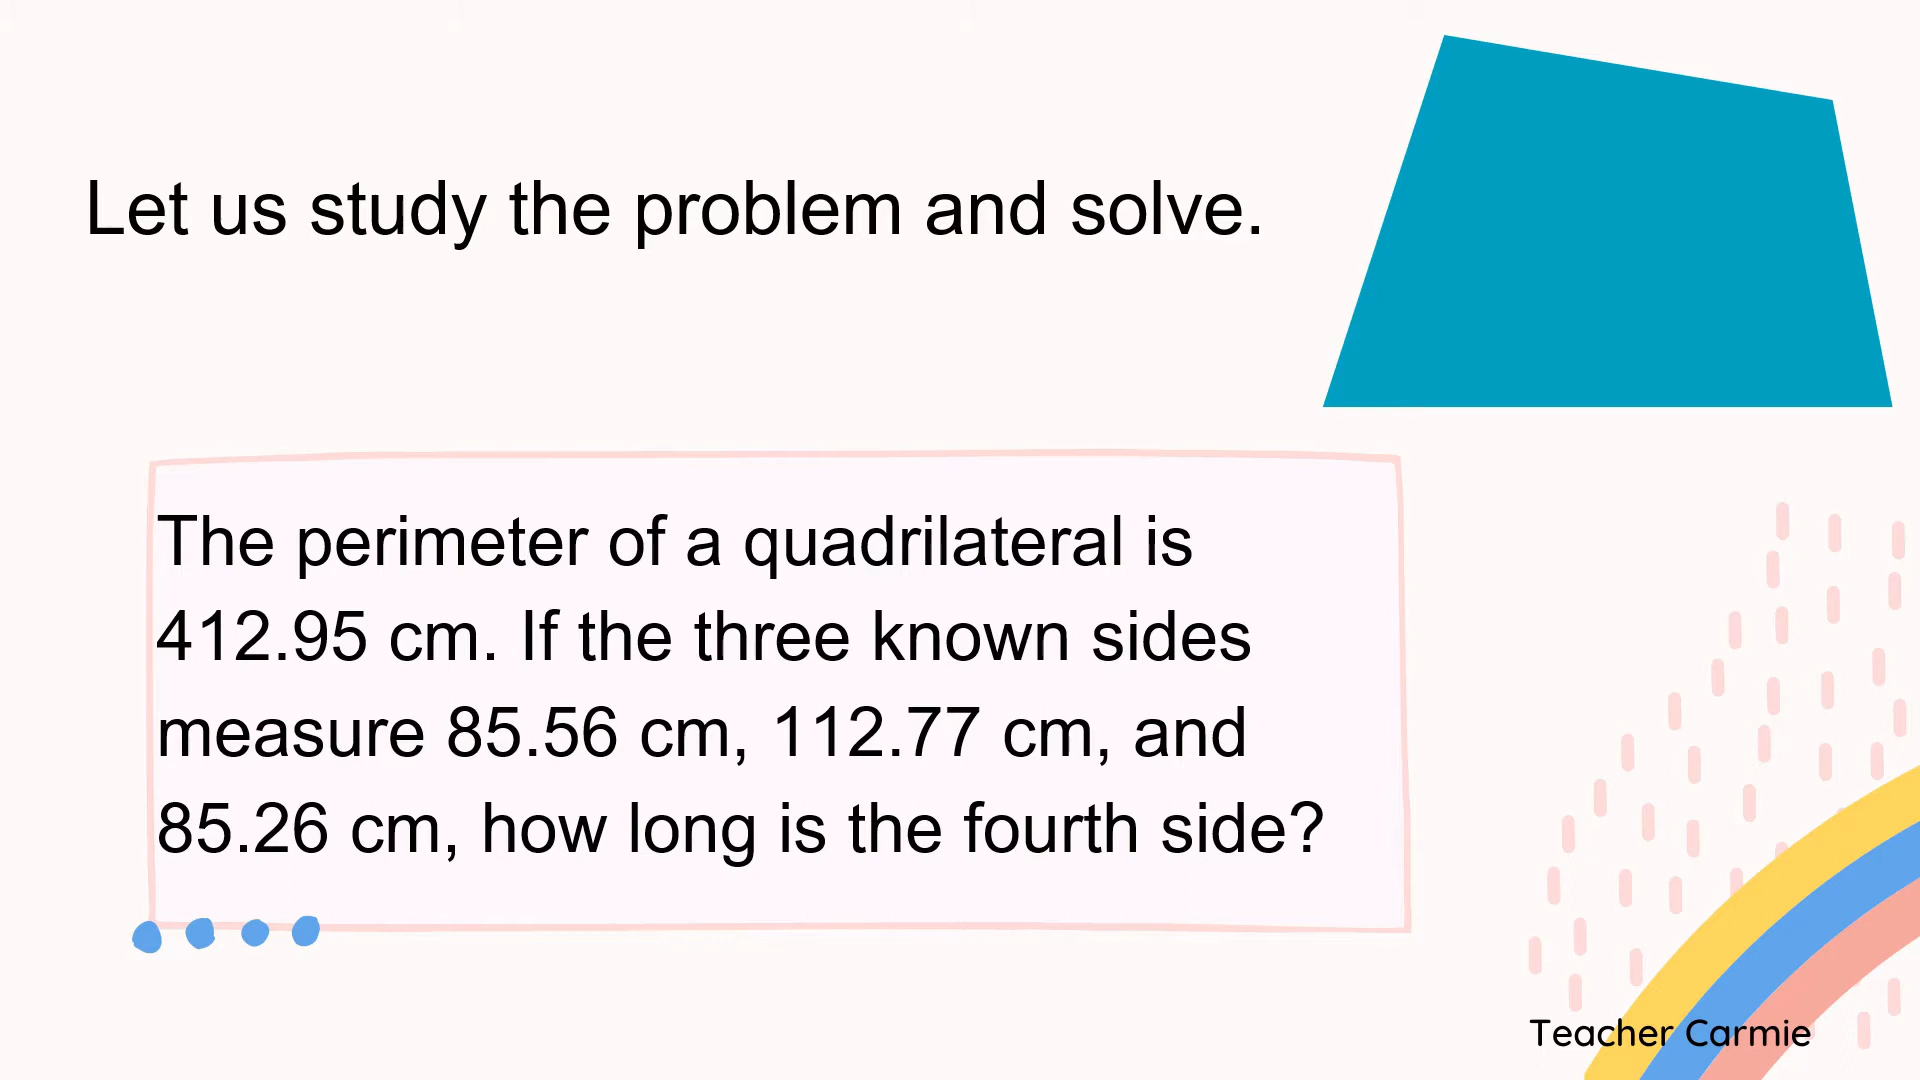 Let us study the problem and solve.
The perimeter of a quadrilateral is
412.95 cm. If the three known sides
measure 85.56 cm, 112.77 cm, and
85.26 cm, how long is the fourth side?
Teacher Carmie